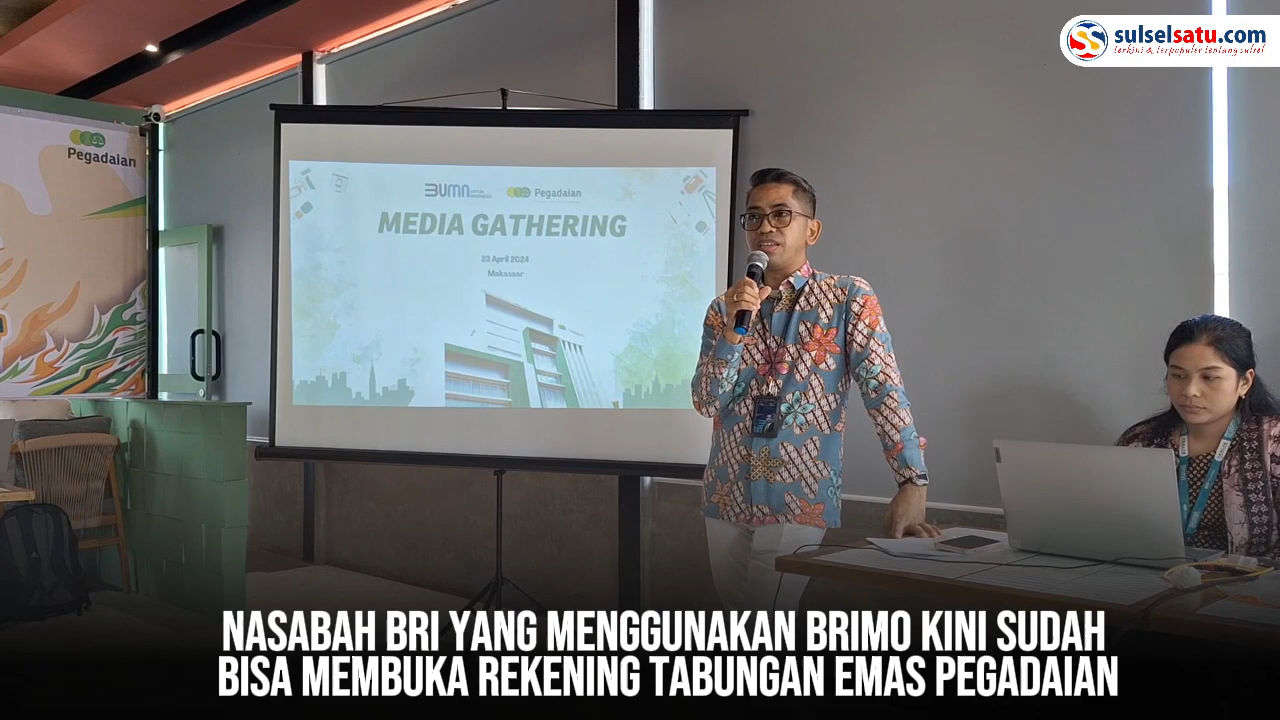 sulselsatu.com
terkini & terpopuler tentang sulsel
Pegadaian
BUMN
Pegadaian
MEDIA GATHERING
23 April 2024
Makassar
NASABAH BRI YANG MENGGUNAKAN BRIMO KINI SUDAH
BISA MEMBUKA REKENING TABUNGAN EMAS PEGADAIAN